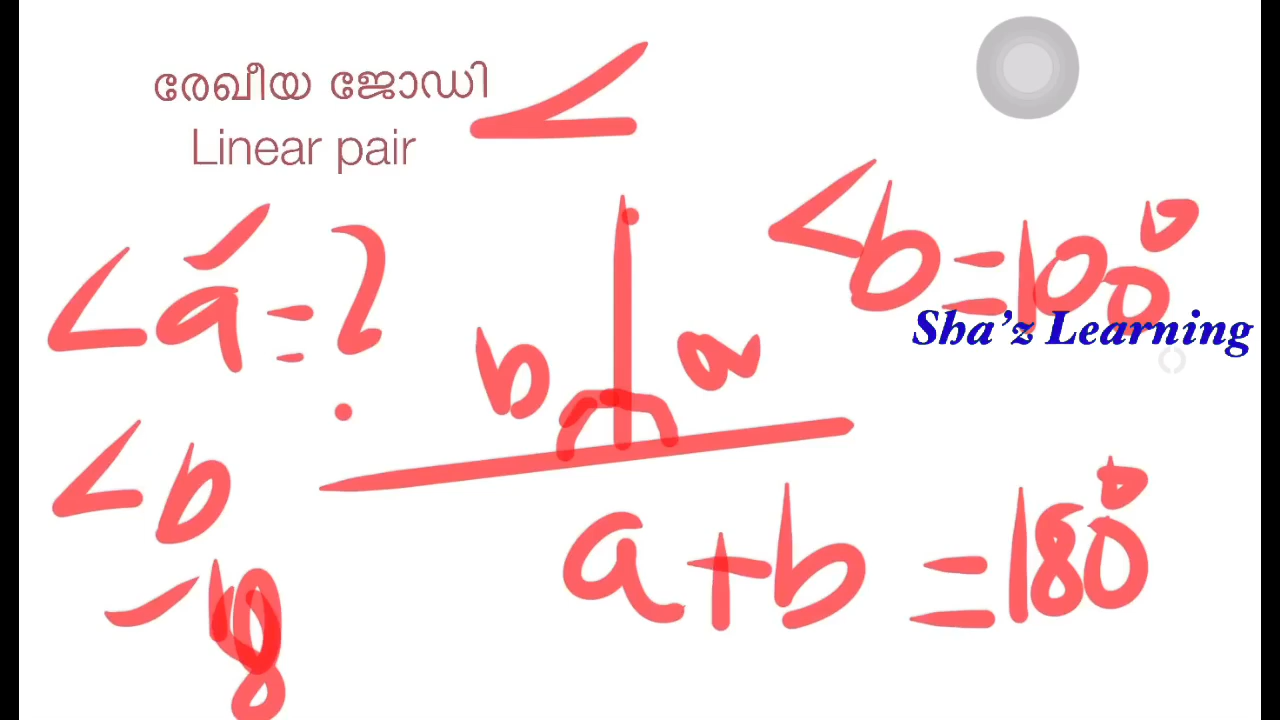 രേഖീയ ജോഡി
Linear pair
<
<a = ?
<b = 100°
Sha'z Learning
b a
<b
a+b = 180°